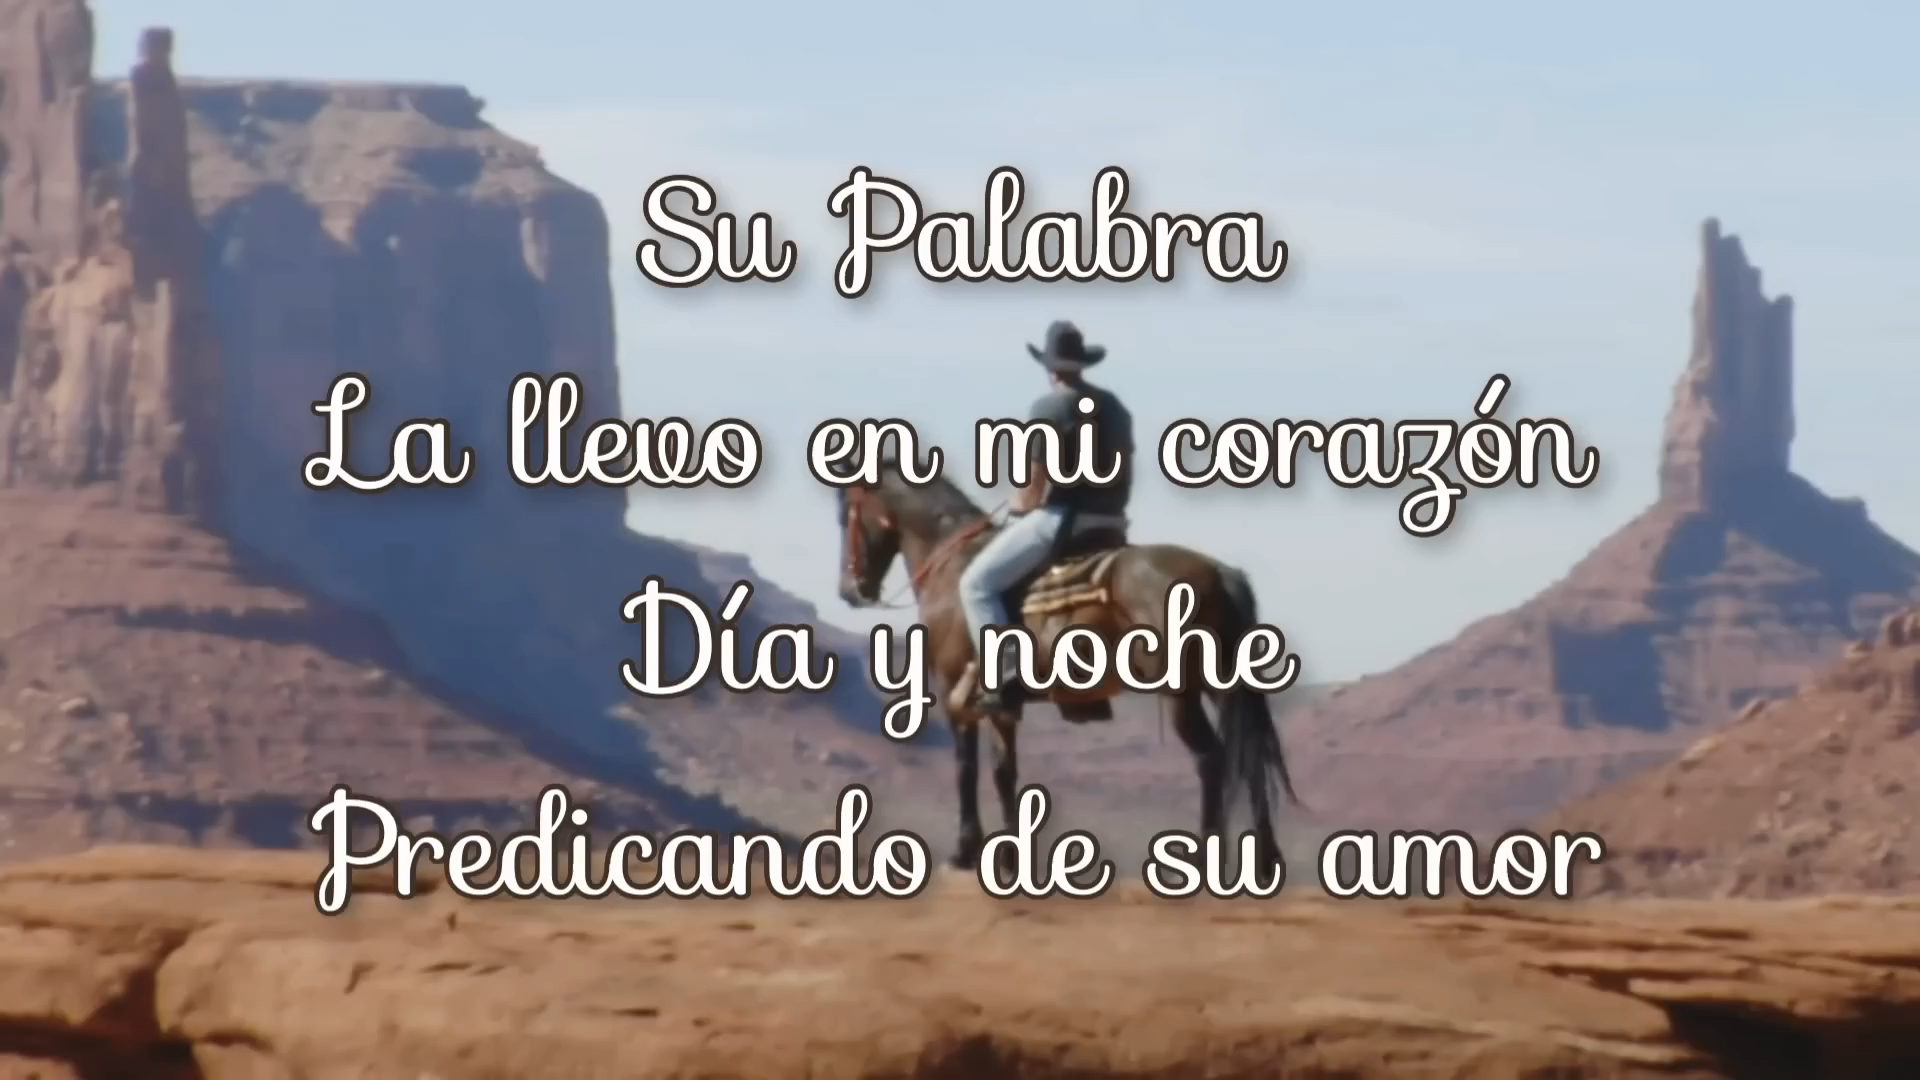 Su Palabra
La llevo en mi corazón
Día y noche
Predicando de su amor